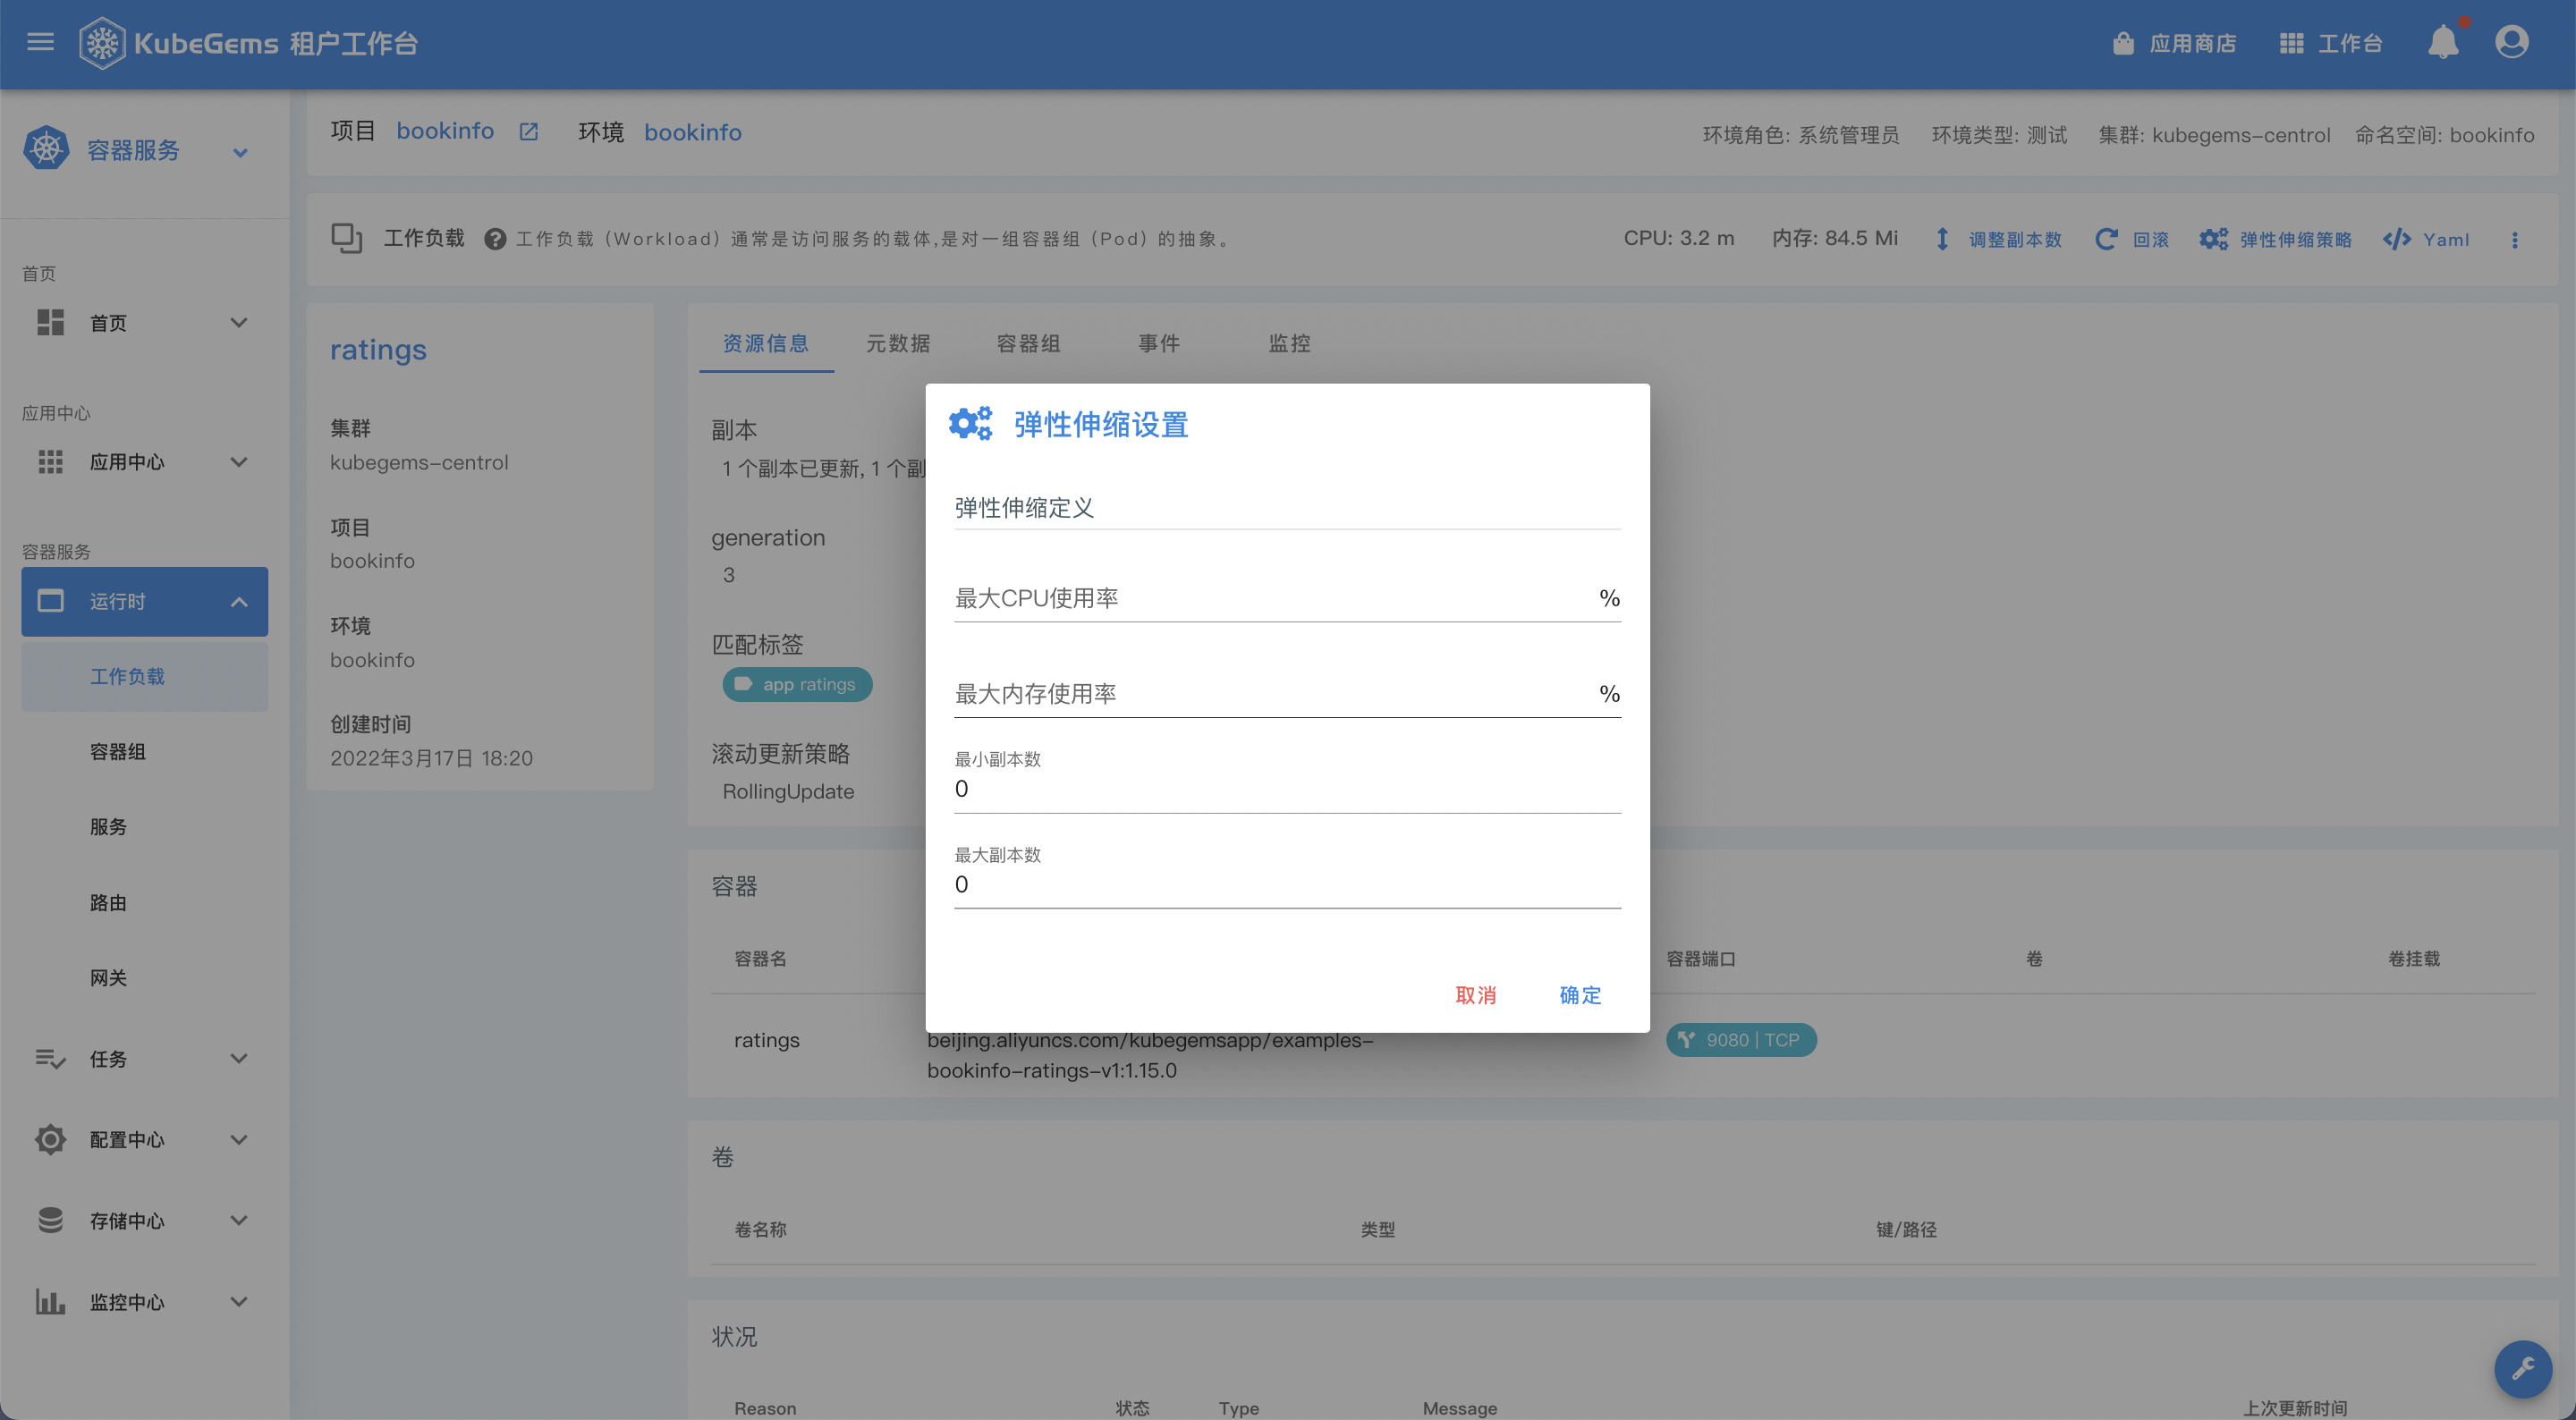 KubeGems 租户工作台
应用商店
工作台
容器服务
项目 bookinfo
环境 bookinfo
环境角色: 系统管理员
环境类型: 测试
集群: kubegems-centrol
命名空间: bookinfo
工作负载
工作负载（Workload）通常是访问服务的载体,是对一组容器组（Pod）的抽象。
CPU: 3.2 m
内存: 84.5 Mi
调整副本数
回滚
弹性伸缩策略
Yaml
首页
首页
应用中心
应用中心
容器服务
运行时
工作负载
容器组
服务
路由
网关
任务
配置中心
存储中心
监控中心
ratings
集群
kubegems-centrol
项目
bookinfo
环境
bookinfo
创建时间
2022年3月17日 18:20
资源信息
元数据
容器组
事件
监控
副本
1 个副本已更新, 1 个副
generation
3
匹配标签
app ratings
滚动更新策略
RollingUpdate
弹性伸缩设置
弹性伸缩定义
最大CPU使用率
%
最大内存使用率
%
最小副本数
0
最大副本数
0
取消
确定
容器
容器名
容器端口
卷
卷挂载
ratings
beijing.aliyuncs.com/kubegemsapp/examples-
bookinfo-ratings-v1:1.15.0
9080 | TCP
卷
卷名称
类型
键/路径
状况
Reason
状态
Type
Message
上次更新时间